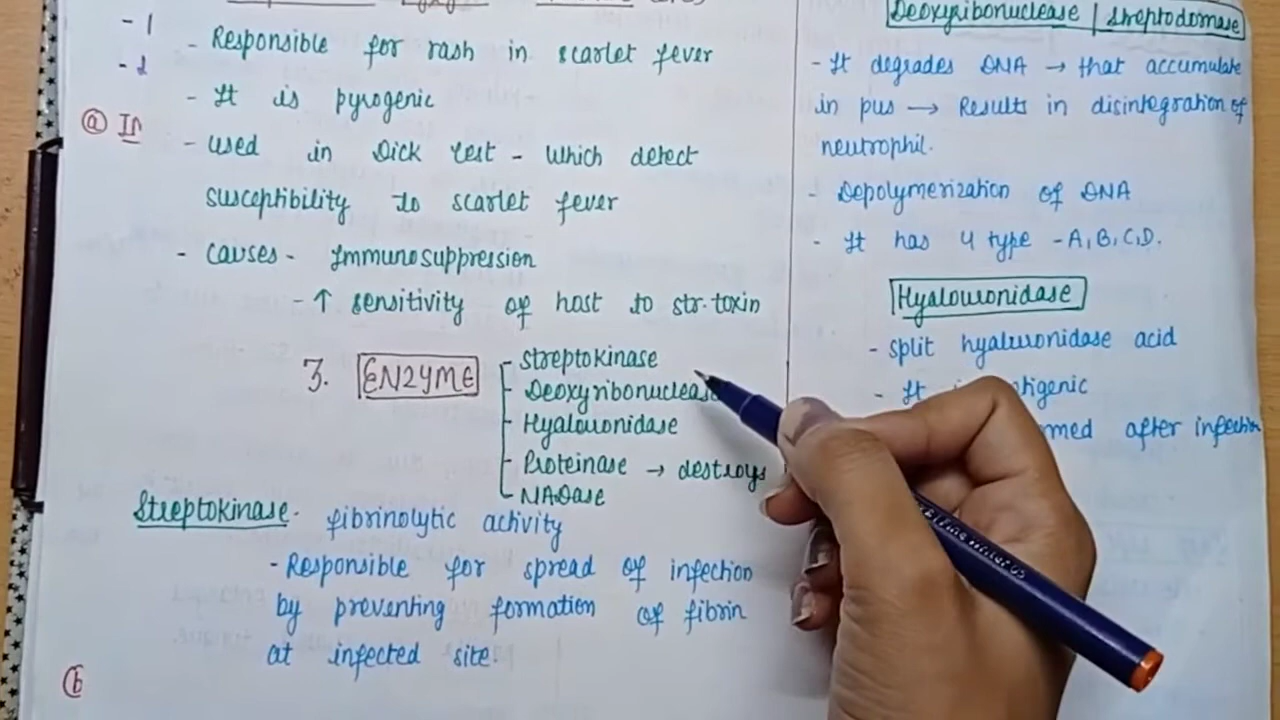 - 1
- 2
- Responsible for rash in scarlet fever
- It is pyrogenic
@ In
- used in Dick test - which detect
susceptibility to scarlet fever
- causes - Immunosuppression
- ↑ sensitivity of host to str. toxin
3. ENZYME
Streptokinase
Deoxyribonuclease
Hyalouronidase
Proteinase → destroys
NADase
Streptokinase - fibrinolytic activity
- Responsible for spread of infection
by preventing formation of fibrin
at infected site.
(b
Deoxyribonuclease | streptodornase
- It degrades DNA → that accumulate
in pus → Results in disintegration of
neutrophil.
- Depolymerization of DNA
- It has 4 type - A, B, C, D.
Hyalouronidase
- split hyaluronidase acid
- It
after infection